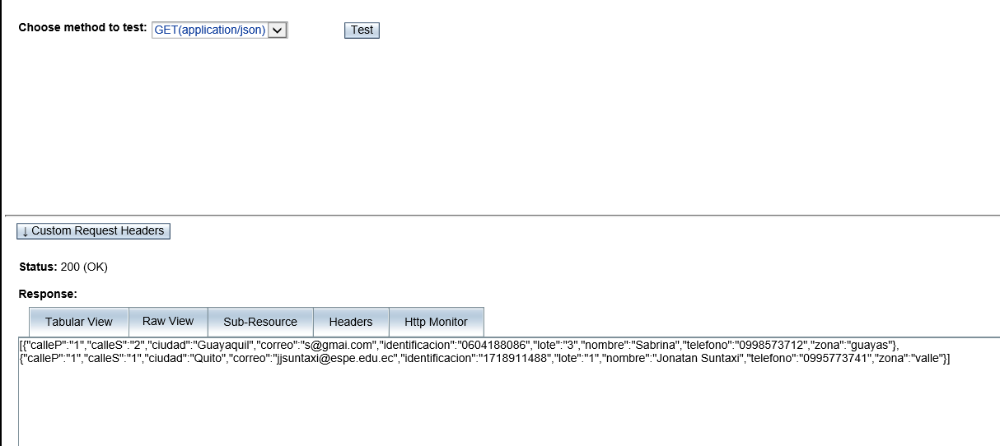 Choose method to test: GET(application/json) Test
↓ Custom Request Headers
Status: 200 (OK)
Response:
Tabular View Raw View Sub-Resource Headers Http Monitor
[{"calleP":"1","calleS":"2","ciudad":"Guayaquil","correo":"s@gmai.com","identificacion":"0604188086","lote":"3","nombre":"Sabrina","telefono":"0998573712","zona":"guayas"},
{"calleP":"1","calleS":"1","ciudad":"Quito","correo":"jjsuntaxi@espe.edu.ec","identificacion":"1718911488","lote":"1","nombre":"Jonatan Suntaxi","telefono":"0995773741","zona":"valle"}]